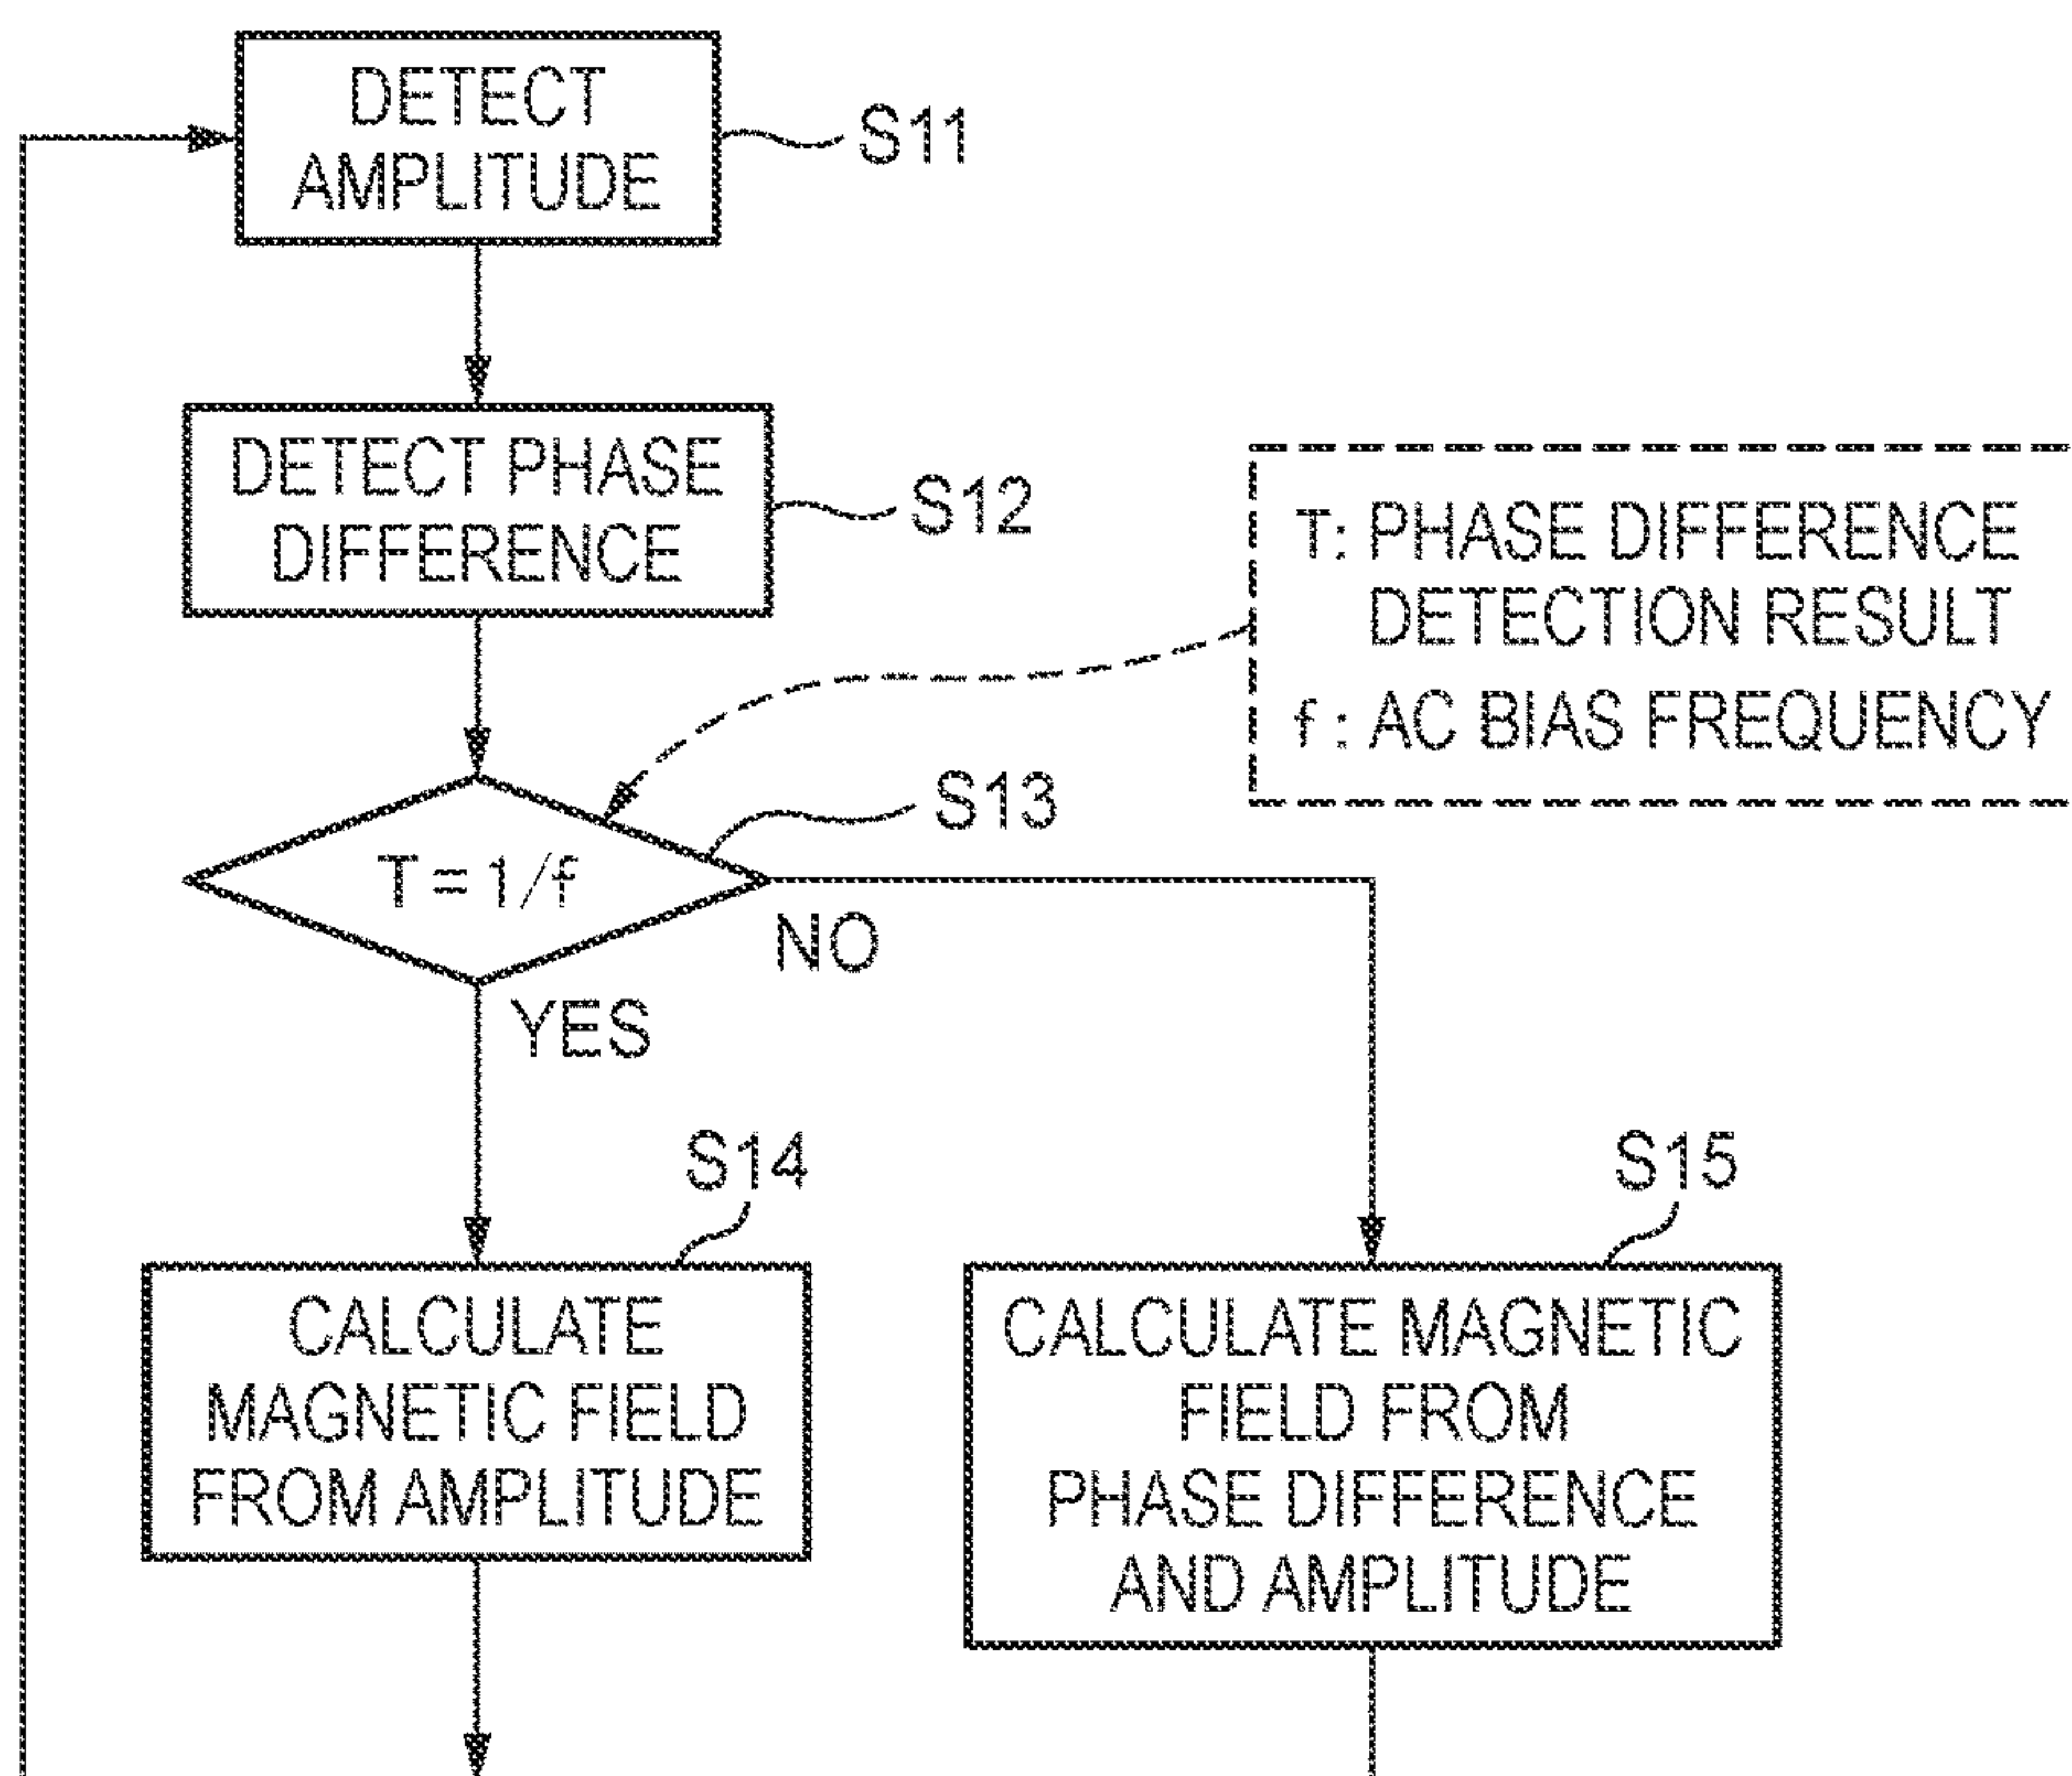 DETECT
AMPLITUDE
S11
DETECT PHASE
DIFFERENCE
S12
T: PHASE DIFFERENCE
DETECTION RESULT
f: AC BIAS FREQUENCY
S13
T = 1/f
NO
YES
S14
CALCULATE
MAGNETIC FIELD
FROM AMPLITUDE
S15
CALCULATE MAGNETIC
FIELD FROM
PHASE DIFFERENCE
AND AMPLITUDE